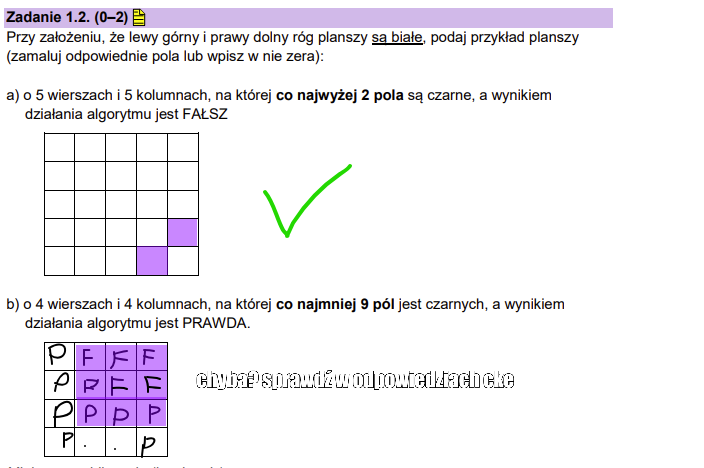 Zadanie 1.2. (0–2)
Przy założeniu, że lewy górny i prawy dolny róg planszy są białe, podaj przykład planszy
(zamaluj odpowiednie pola lub wpisz w nie zera):
a) o 5 wierszach i 5 kolumnach, na której co najwyżej 2 pola są czarne, a wynikiem
działania algorytmu jest FAŁSZ
b) o 4 wierszach i 4 kolumnach, na której co najmniej 9 pól jest czarnych, a wynikiem
działania algorytmu jest PRAWDA.
P F F F
chyba? sprawdź w odpowiedziach cke
P F F F
P P P P
P . . P